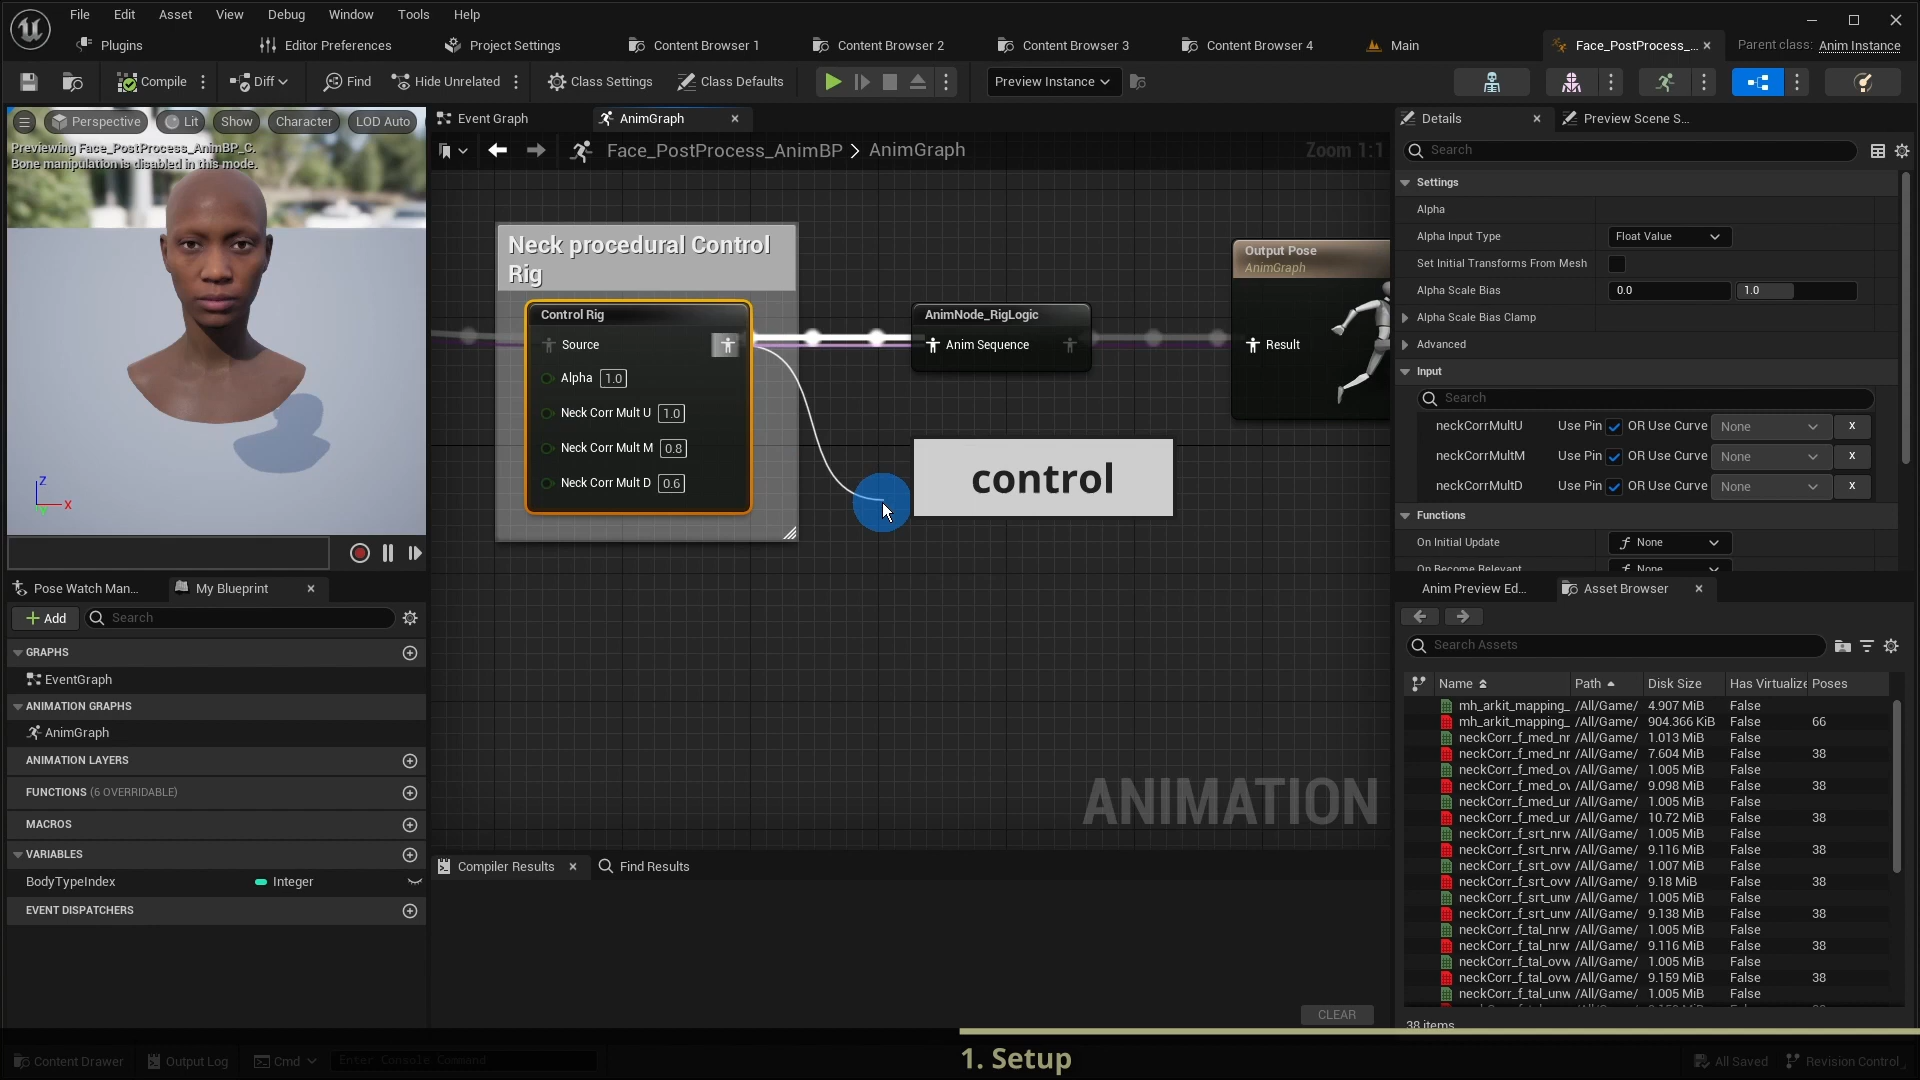 File Edit Asset View Debug Window Tools Help
Plugins Editor Preferences Project Settings Content Browser 1 Content Browser 2 Content Browser 3 Content Browser 4 Main Face_PostProcess_... Parent class: Anim Instance
Compile Diff Find Hide Unrelated Class Settings Class Defaults Preview Instance
Perspective Lit Show Character LOD Auto
Previewing Face_PostProcess_AnimBP_C.
Bone manipulation is disabled in this mode.
Z
X
Y
Pose Watch Man... My Blueprint
Add Search
GRAPHS
EventGraph
ANIMATION GRAPHS
AnimGraph
ANIMATION LAYERS
FUNCTIONS (6 OVERRIDABLE)
MACROS
VARIABLES
BodyTypeIndex Integer
EVENT DISPATCHERS
Event Graph AnimGraph
Face_PostProcess_AnimBP > AnimGraph Zoom 1:1
Neck procedural Control
Rig
Control Rig
Source
Alpha 1.0
Neck Corr Mult U 1.0
Neck Corr Mult M 0.8
Neck Corr Mult D 0.6
AnimNode_RigLogic
Anim Sequence
Output Pose
AnimGraph
Result
control
ANIMATION
Compiler Results Find Results
CLEAR
Details Preview Scene S...
Search
Settings
Alpha
Alpha Input Type Float Value
Set Initial Transforms From Mesh
Alpha Scale Bias 0.0 1.0
Alpha Scale Bias Clamp
Advanced
Input
Search
neckCorrMultU Use Pin OR Use Curve None x
neckCorrMultM Use Pin OR Use Curve None x
neckCorrMultD Use Pin OR Use Curve None x
Functions
On Initial Update None
On Become Relevant None
Anim Preview Ed... Asset Browser
Search Assets
Name Path Disk Size Has Virtualize Poses
mh_arkit_mapping_ /All/Game/ 4.907 MiB False
mh_arkit_mapping_ /All/Game/ 904.366 KiB False 66
neckCorr_f_med_nr /All/Game/ 1.013 MiB False
neckCorr_f_med_nr /All/Game/ 7.604 MiB False 38
neckCorr_f_med_ov /All/Game/ 1.005 MiB False
neckCorr_f_med_ov /All/Game/ 9.098 MiB False 38
neckCorr_f_med_ur /All/Game/ 1.005 MiB False
neckCorr_f_med_ur /All/Game/ 10.72 MiB False 38
neckCorr_f_srt_nrw /All/Game/ 1.005 MiB False
neckCorr_f_srt_nrw /All/Game/ 9.116 MiB False 38
neckCorr_f_srt_ovw /All/Game/ 1.007 MiB False
neckCorr_f_srt_ovw /All/Game/ 9.18 MiB False 38
neckCorr_f_srt_unw /All/Game/ 1.005 MiB False
neckCorr_f_srt_unw /All/Game/ 9.138 MiB False 38
neckCorr_f_tal_nrw /All/Game/ 1.005 MiB False
neckCorr_f_tal_nrw /All/Game/ 9.116 MiB False 38
neckCorr_f_tal_ovw /All/Game/ 1.005 MiB False
neckCorr_f_tal_ovw /All/Game/ 9.159 MiB False 38
neckCorr_f_tal_unw /All/Game/ 1.005 MiB False
38 items
Content Drawer Output Log Cmd Enter Console Command 1. Setup All Saved Revision Control